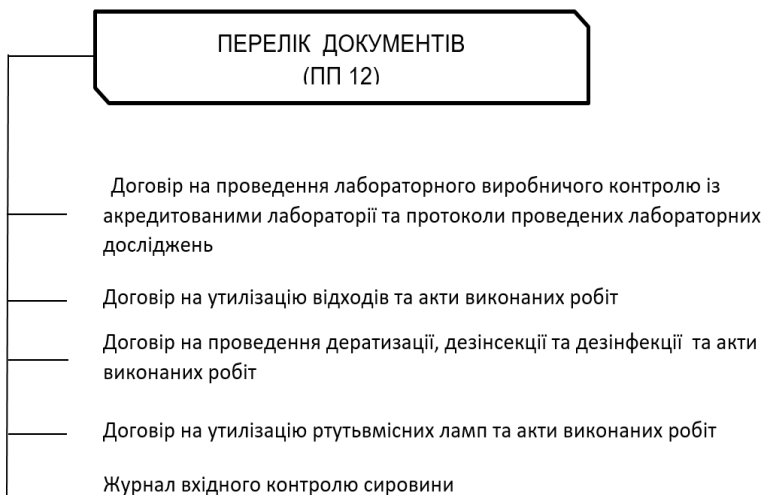 ПЕРЕЛІК ДОКУМЕНТІВ
(ПП 12)
Договір на проведення лабораторного виробничого контролю із
акредитованими лабораторії та протоколи проведених лабораторних
досліджень
Договір на утилізацію відходів та акти виконаних робіт
Договір на проведення дератизації, дезінсекції та дезінфекції та акти
виконаних робіт
Договір на утилізацію ртутьвмісних ламп та акти виконаних робіт
Журнал вхідного контролю сировини